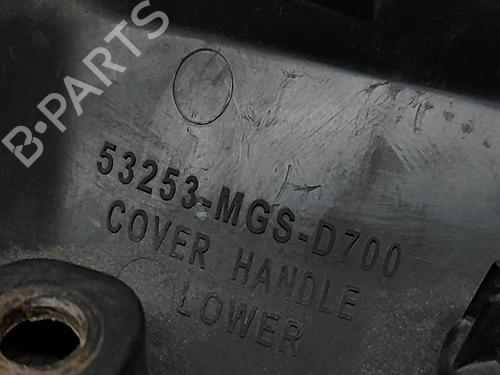 B-PARTS
53253-MGS-D700
COVER HANDLE
LOWER